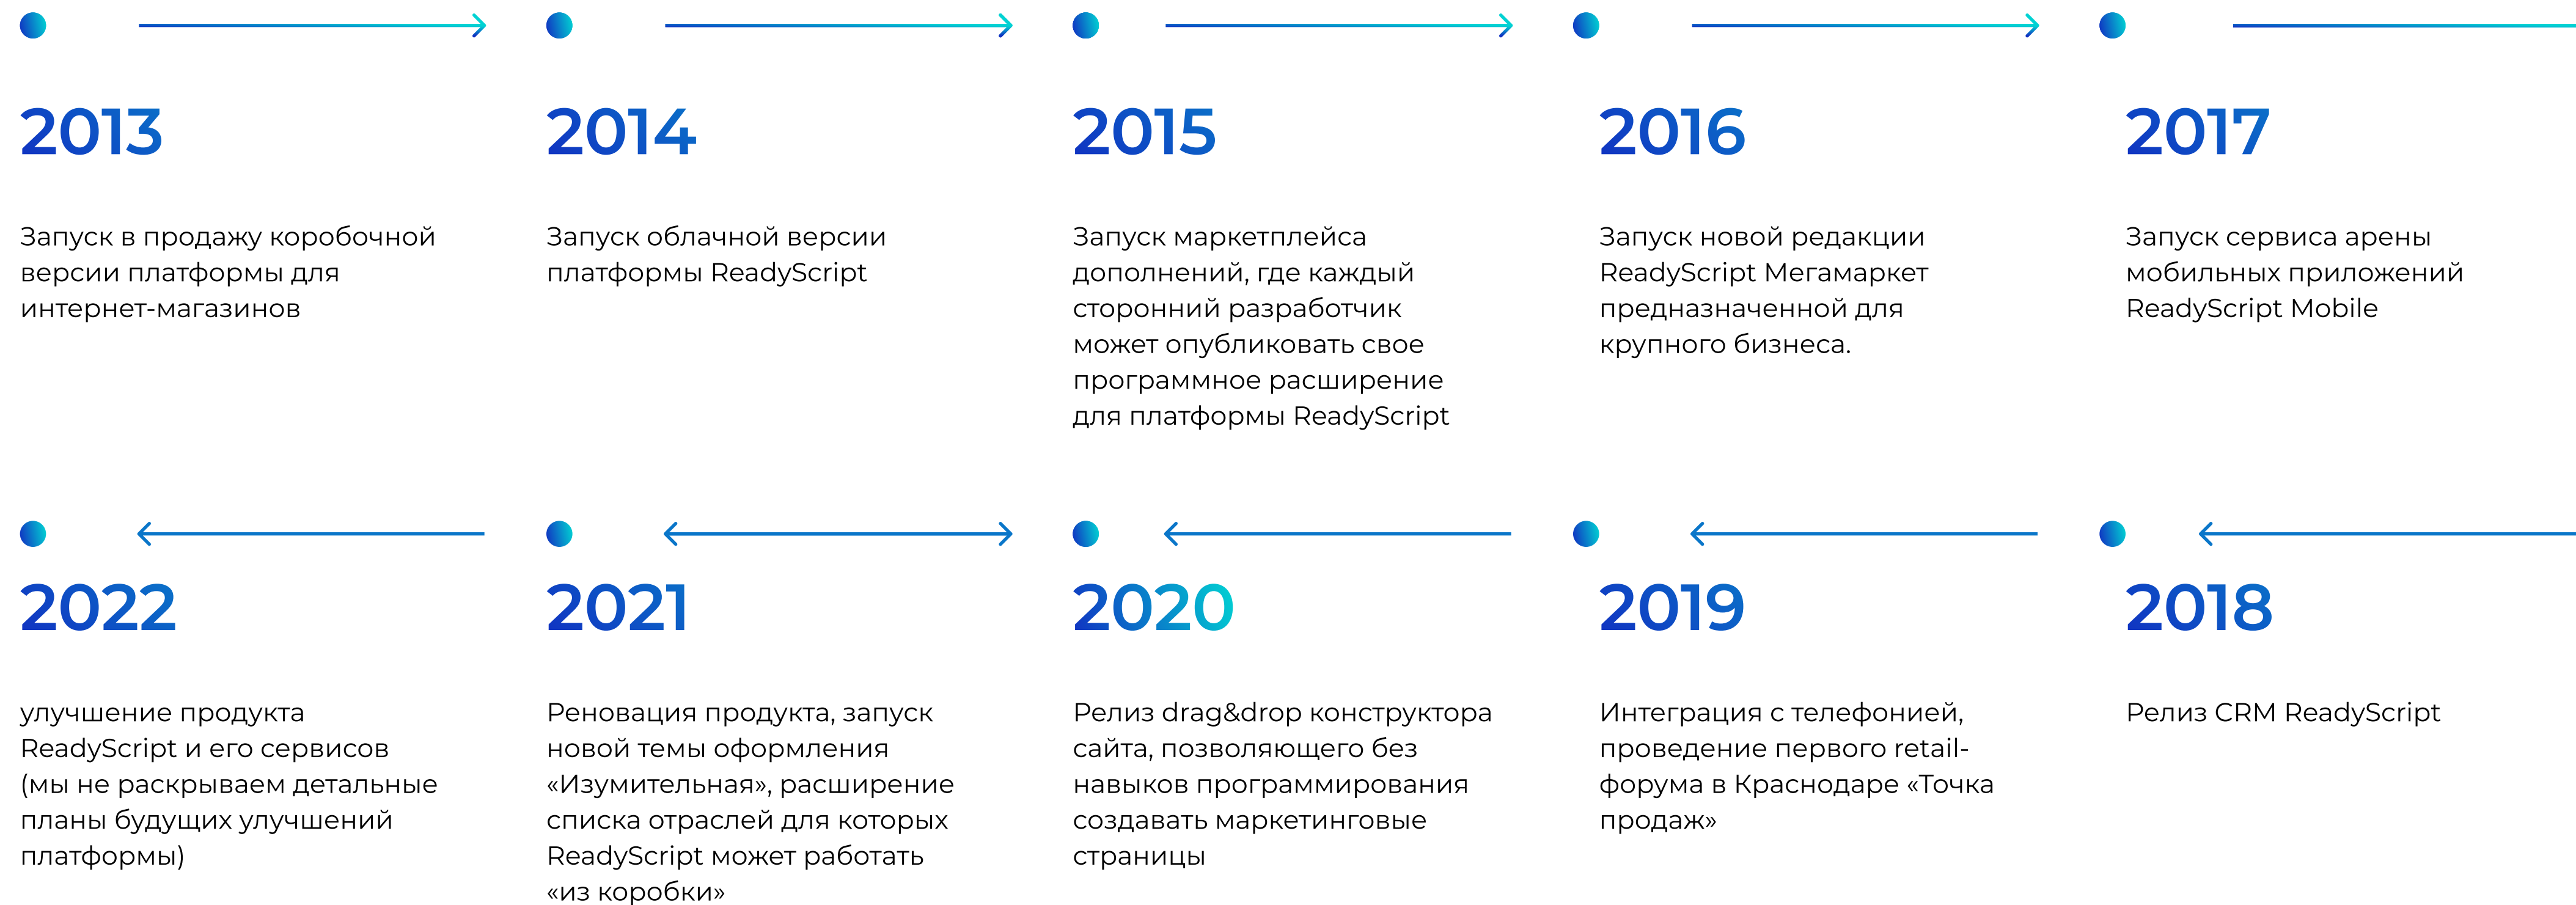 2013
Запуск в продажу коробочной
версии платформы для
интернет-магазинов
2014
Запуск облачной версии
платформы ReadyScript
2015
Запуск маркетплейса
дополнений, где каждый
сторонний разработчик
может опубликовать свое
программное расширение
для платформы ReadyScript
2016
Запуск новой редакции
ReadyScript Мегамаркет
предназначенной для
крупного бизнеса.
2017
Запуск сервиса арены
мобильных приложений
ReadyScript Mobile
2022
улучшение продукта
ReadyScript и его сервисов
(мы не раскрываем детальные
планы будущих улучшений
платформы)
2021
Реновация продукта, запуск
новой темы оформления
«Изумительная», расширение
списка отраслей для которых
ReadyScript может работать
«из коробки»
2020
Релиз drag&drop конструктора
сайта, позволяющего без
навыков программирования
создавать маркетинговые
страницы
2019
Интеграция с телефонией,
проведение первого retail-
форума в Краснодаре «Точка
продаж»
2018
Релиз CRM ReadyScript